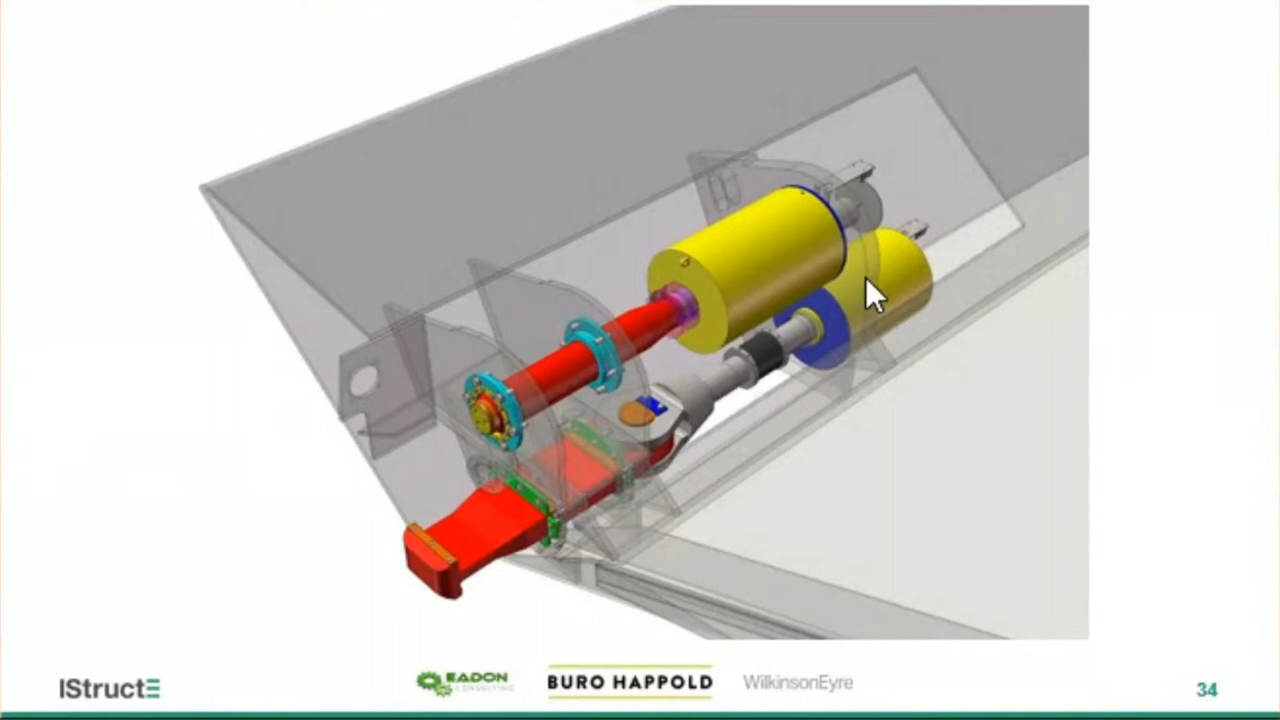 IStructE
EADON
CONSULTING
BURO HAPPOLD
WilkinsonEyre
34